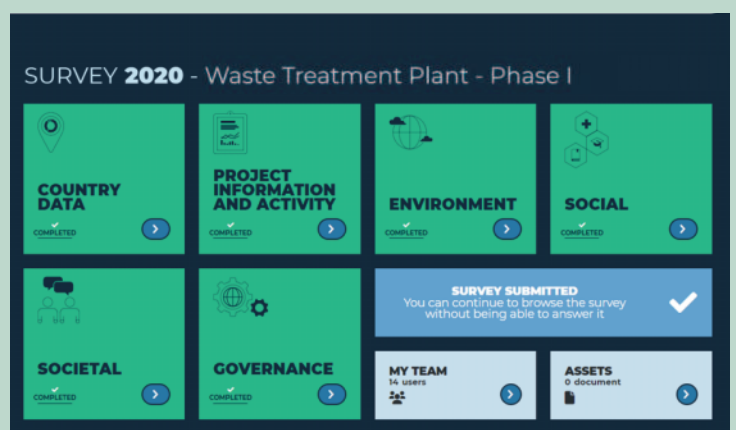 SURVEY 2020 - Waste Treatment Plant - Phase I
COUNTRY
DATA
COMPLETED
PROJECT
INFORMATION
AND ACTIVITY
COMPLETED
ENVIRONMENT
COMPLETED
SOCIAL
COMPLETED
SOCIETAL
COMPLETED
GOVERNANCE
COMPLETED
SURVEY SUBMITTED
You can continue to browse the survey
without being able to answer it
MY TEAM
14 users
ASSETS
0 document